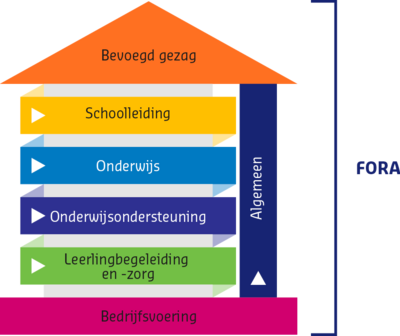 Bevoegd gezag
Schoolleiding
Onderwijs
Onderwijsondersteuning
Leerlingbegeleiding
en -zorg
Bedrijfsvoering
Algemeen
FORA